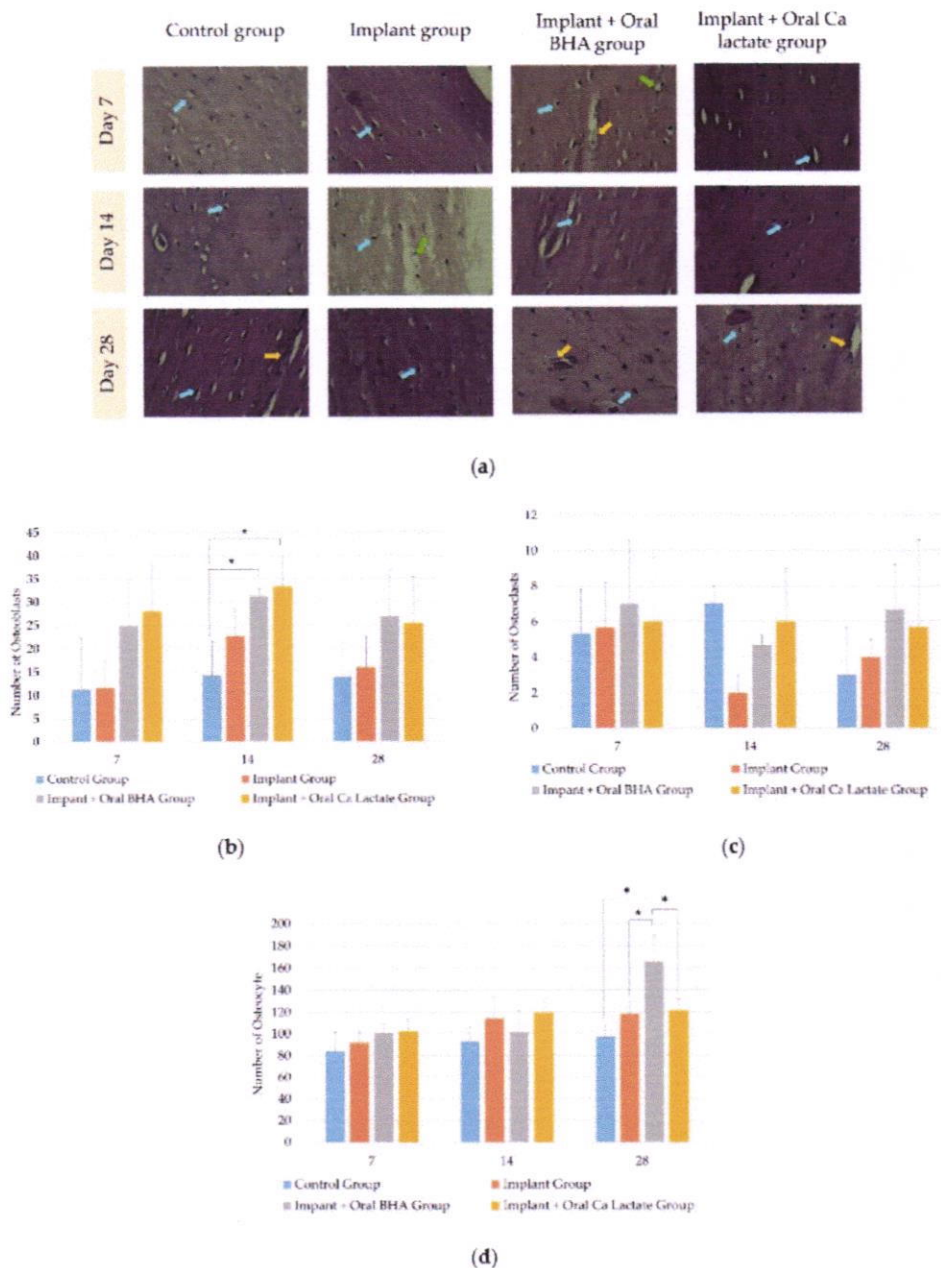 Control group
Implant group
Implant + Oral
BHA group
Implant + Oral Ca
lactate group
Day 7
Day 14
Day 28
(a)
Number of Osteoblasts
45
40
35
30
25
20
15
10
5
0
* *
7 14 28
Control Group Implant Group
Impant + Oral BHA Group Implant + Oral Ca Lactate Group
(b)
Number of Osteoclasts
12
10
8
6
4
2
0
7 14 28
Control Group Implant Group
Impant + Oral BHA Group Implant + Oral Ca Lactate Group
(c)
Number of Osteocyte
200
180
160
140
120
100
80
60
40
20
0
* * *
7 14 28
Control Group Implant Group
Impant + Oral BHA Group Implant + Oral Ca Lactate Group
(d)